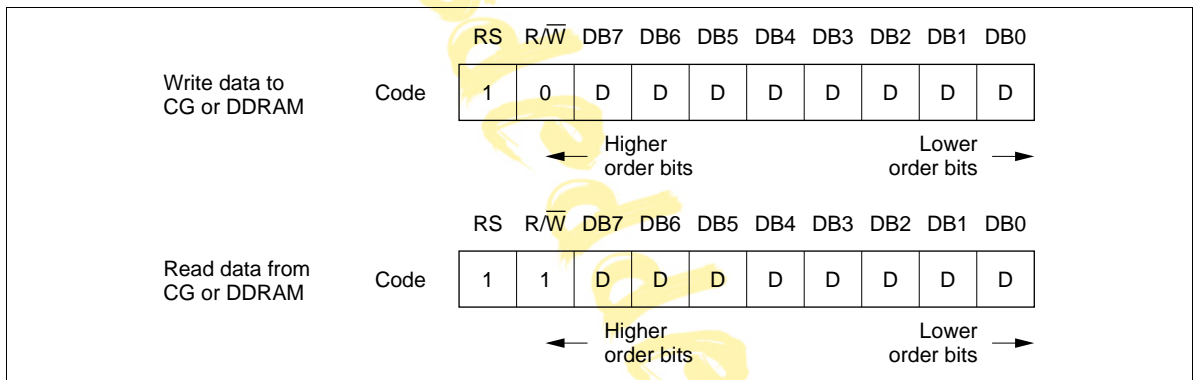 RS R/W̅ DB7 DB6 DB5 DB4 DB3 DB2 DB1 DB0
Write data to
CG or DDRAM
Code 1 0 D D D D D D D D
Higher
order bits
Lower
order bits
RS R/W̅ DB7 DB6 DB5 DB4 DB3 DB2 DB1 DB0
Read data from
CG or DDRAM
Code 1 1 D D D D D D D D
Higher
order bits
Lower
order bits